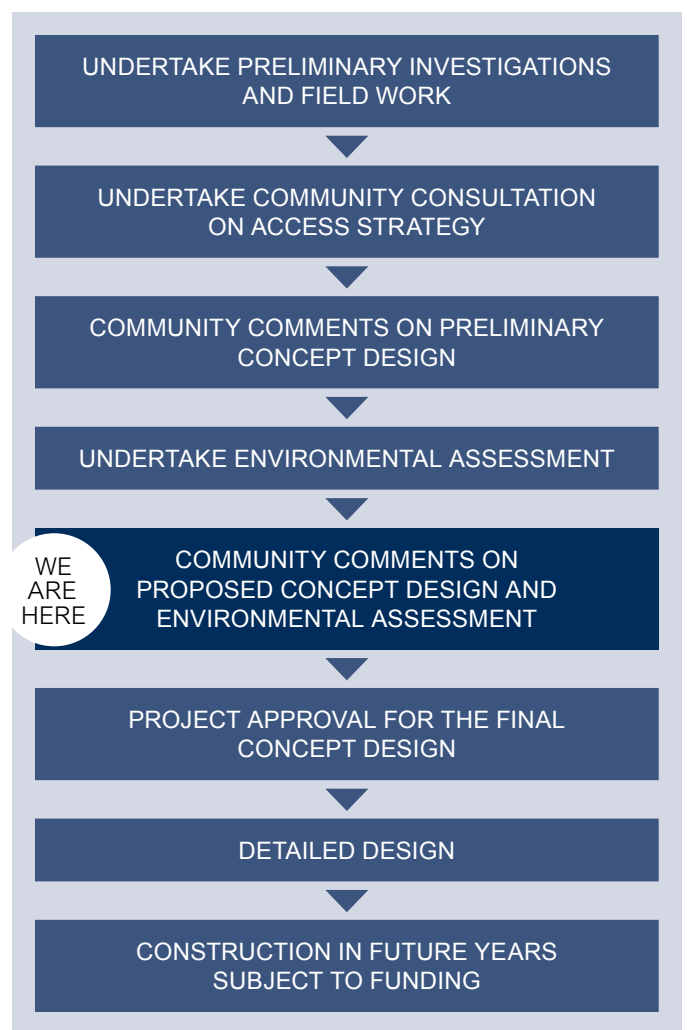 UNDERTAKE PRELIMINARY INVESTIGATIONS
AND FIELD WORK
UNDERTAKE COMMUNITY CONSULTATION
ON ACCESS STRATEGY
COMMUNITY COMMENTS ON PRELIMINARY
CONCEPT DESIGN
UNDERTAKE ENVIRONMENTAL ASSESSMENT
WE
ARE
HERE
COMMUNITY COMMENTS ON
PROPOSED CONCEPT DESIGN AND
ENVIRONMENTAL ASSESSMENT
PROJECT APPROVAL FOR THE FINAL
CONCEPT DESIGN
DETAILED DESIGN
CONSTRUCTION IN FUTURE YEARS
SUBJECT TO FUNDING